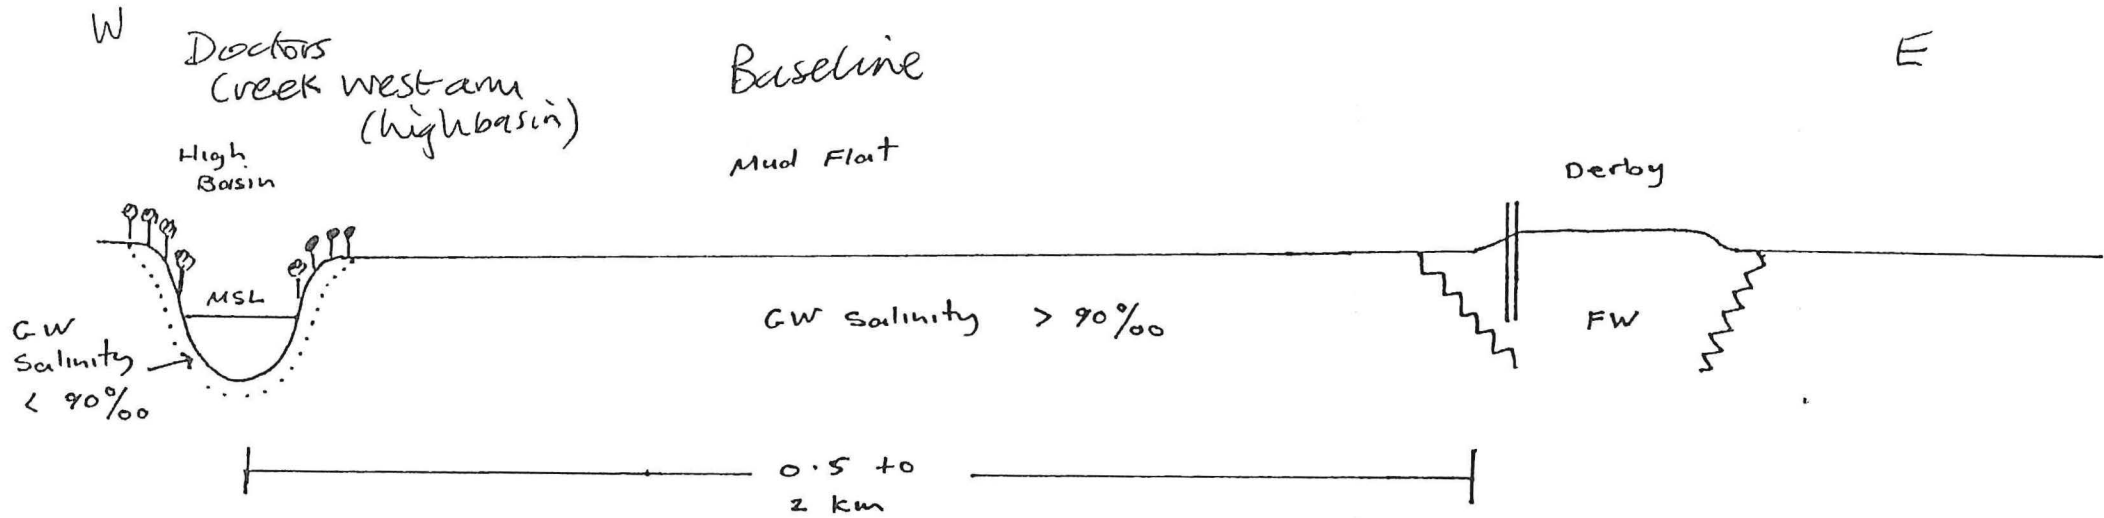 W
E
Doctors
Creek west arm
(high basin)
Baseline
High
Basin
Mud Flat
Derby
MSL
GW
Salinity
< 90‰
GW Salinity > 90‰
FW
0.5 to
2 km